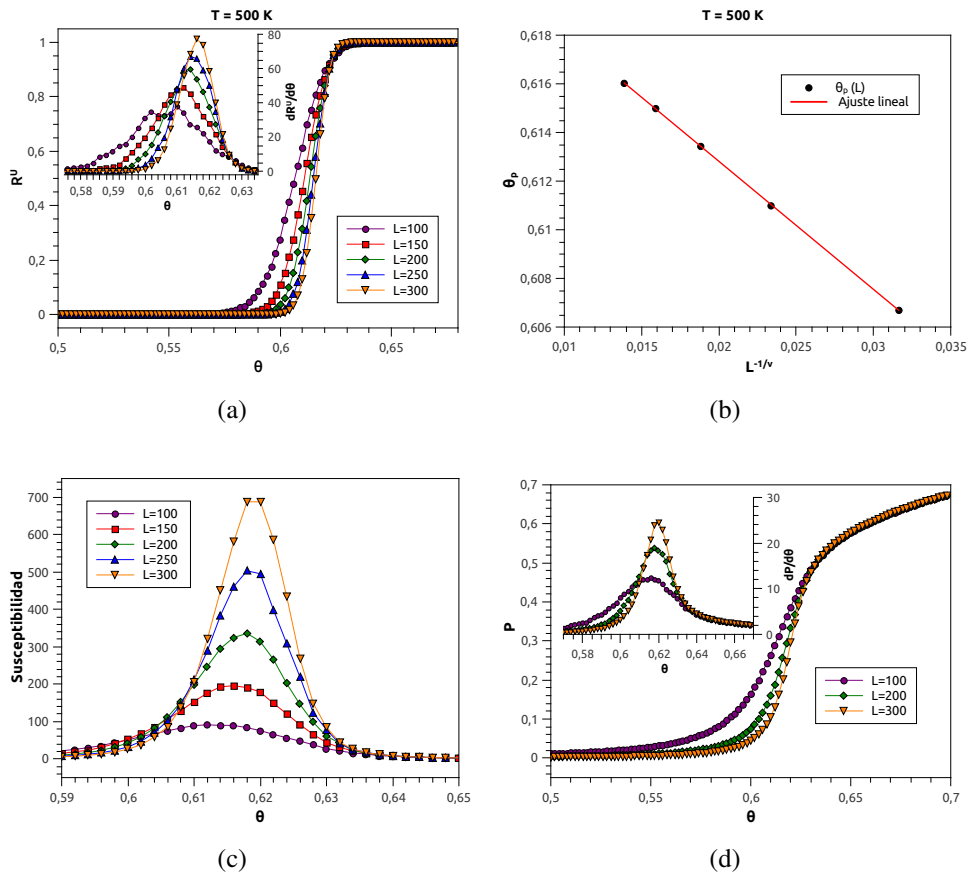 T = 500 K
1
0,8
0,6
0,4
0,2
0
R^U
0,5
0,55
0,6
0,65
θ
80
60
40
20
0
dR^U/dθ
0,58
0,59
0,6
0,61
0,62
0,63
θ
L=100
L=150
L=200
L=250
L=300
(a)
T = 500 K
0,618
0,616
0,614
0,612
0,61
0,608
0,606
θ_p
θ_p (L)
Ajuste lineal
0,01
0,015
0,02
0,025
0,03
0,035
L^-1/ν
(b)
700
600
500
400
300
200
100
0
Susceptibilidad
L=100
L=150
L=200
L=250
L=300
0,59
0,6
0,61
0,62
0,63
0,64
0,65
θ
(c)
0,7
0,6
0,5
0,4
0,3
0,2
0,1
0
P
30
20
10
0
dP/dθ
0,58
0,6
0,62
0,64
0,66
θ
L=100
L=200
L=300
0,5
0,55
0,6
0,65
0,7
θ
(d)